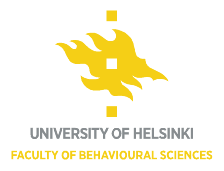 UNIVERSITY OF HELSINKI
FACULTY OF BEHAVIOURAL SCIENCES